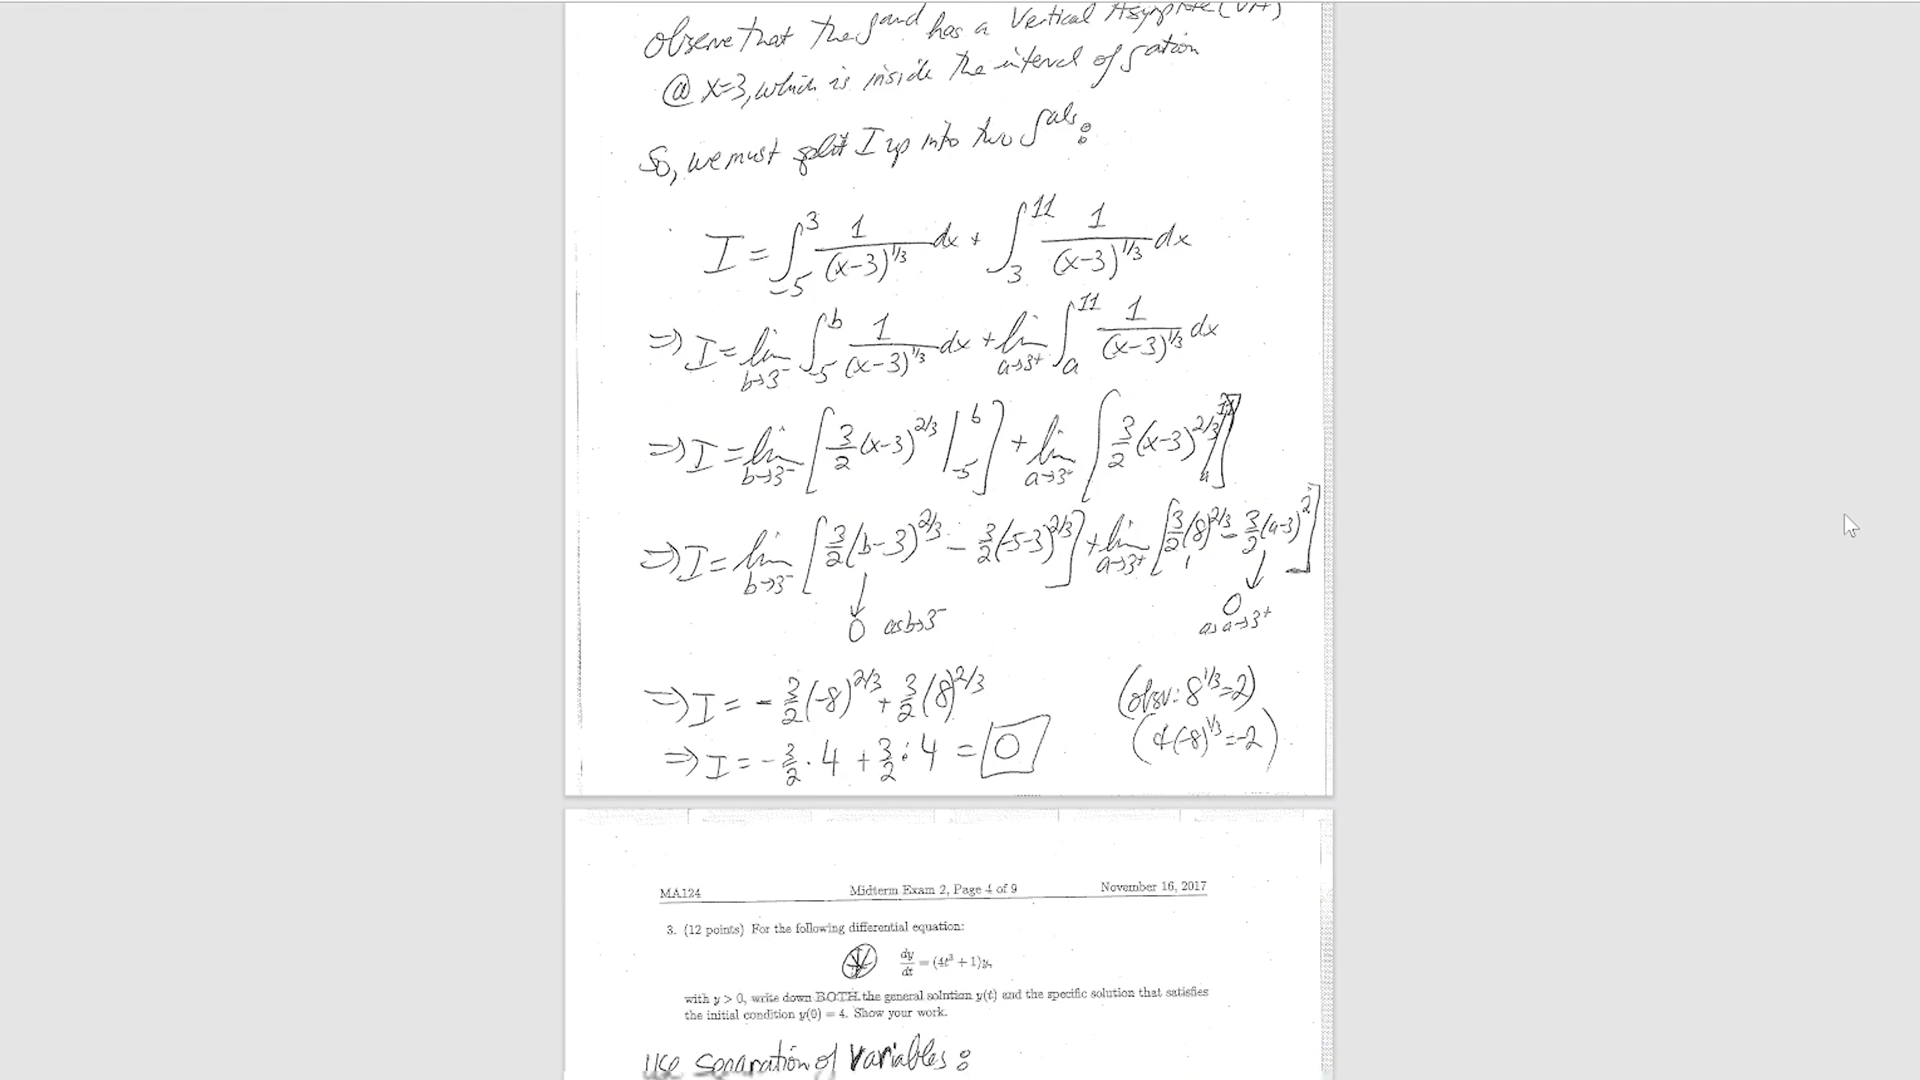 Observe that the ∫and has a Vertical Asymptote (VA)
@ x=3, which is inside the interval of ∫ation
So, we must split I up into two ∫als:
I = ∫_{-5}^{3} 1/(x-3)^{1/3} dx + ∫_{3}^{11} 1/(x-3)^{1/3} dx
⇒ I = lim_{b→3^-} ∫_{-5}^{b} 1/(x-3)^{1/3} dx + lim_{a→3^+} ∫_{a}^{11} 1/(x-3)^{1/3} dx
⇒ I = lim_{b→3^-} [3/2 (x-3)^{2/3} |_{-5}^{b}] + lim_{a→3^+} [3/2 (x-3)^{2/3} |_{a}^{11}]
⇒ I = lim_{b→3^-} [3/2 (b-3)^{2/3} - 3/2 (-5-3)^{2/3}] + lim_{a→3^+} [3/2 (8)^{2/3} - 3/2 (a-3)^{2/3}]
↓ 0 as b→3^-
↓ 0 as a→3^+
⇒ I = -3/2 (-8)^{2/3} + 3/2 (8)^{2/3}
(obsv: 8^{1/3}=2)
⇒ I = -3/2 · 4 + 3/2 · 4 = 0
(& (-8)^{1/3} = -2)
MA124 Midterm Exam 2, Page 4 of 9 November 16, 2017
3. (12 points) For the following differential equation:
dy/dt = (4t^3 + 1)y,
with y > 0, write down BOTH the general solution y(t) and the specific solution that satisfies
the initial condition y(0) = 4. Show your work.
Use separation of variables: